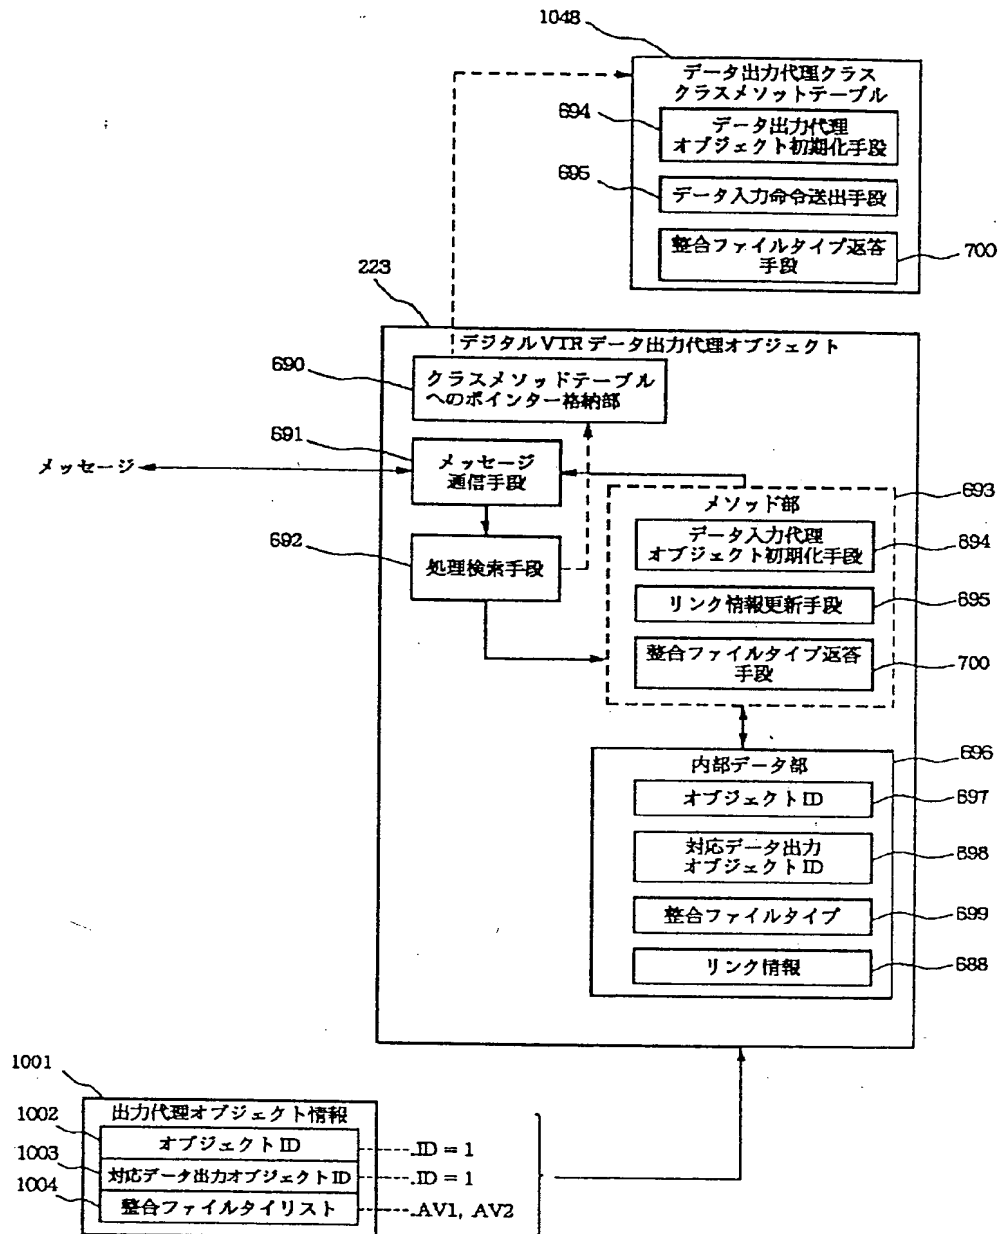 1048
データ出力代理クラス
クラスメソットテーブル
694
データ出力代理
オブジェクト初期化手段
695
データ入力命令送出手段
整合ファイルタイプ返答
手段
700
223
デジタルVTRデータ出力代理オブジェクト
690
クラスメソッドテーブル
へのポインター格納部
691
メッセージ
メッセージ
通信手段
692
処理検索手段
693
メソッド部
データ入力代理
オブジェクト初期化手段
694
リンク情報更新手段
695
整合ファイルタイプ返答
手段
700
696
内部データ部
オブジェクトID
697
対応データ出力
オブジェクトID
698
整合ファイルタイプ
699
リンク情報
688
1001
出力代理オブジェクト情報
1002
オブジェクトID
ID = 1
1003
対応データ出力オブジェクトID
ID = 1
1004
整合ファイルタイリスト
AV1, AV2